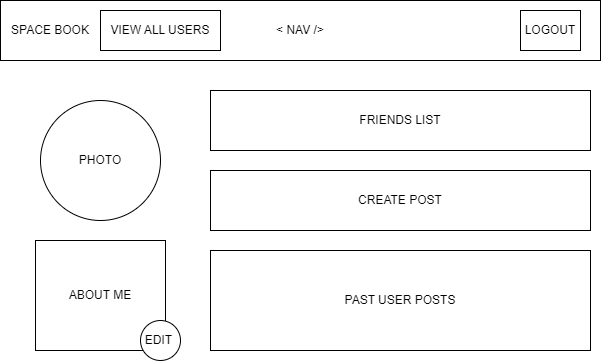 SPACE BOOK
VIEW ALL USERS
< NAV />
LOGOUT
PHOTO
FRIENDS LIST
CREATE POST
ABOUT ME
EDIT
PAST USER POSTS